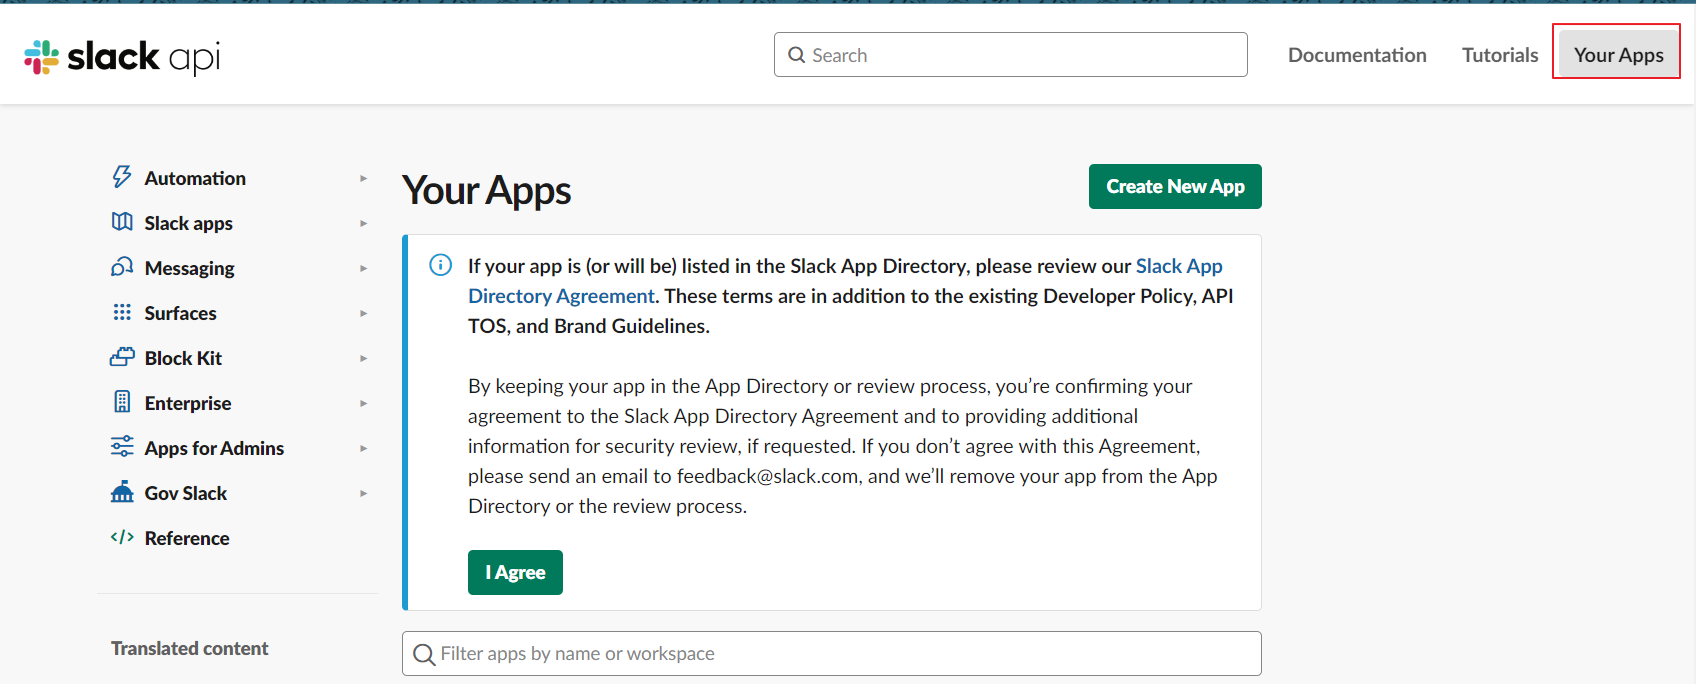 slack api
Search
Documentation
Tutorials
Your Apps
Automation
Slack apps
Messaging
Surfaces
Block Kit
Enterprise
Apps for Admins
Gov Slack
Reference
Translated content
Your Apps
Create New App
If your app is (or will be) listed in the Slack App Directory, please review our Slack App
Directory Agreement. These terms are in addition to the existing Developer Policy, API
TOS, and Brand Guidelines.
By keeping your app in the App Directory or review process, you’re confirming your
agreement to the Slack App Directory Agreement and to providing additional
information for security review, if requested. If you don’t agree with this Agreement,
please send an email to feedback@slack.com, and we’ll remove your app from the App
Directory or the review process.
I Agree
Filter apps by name or workspace